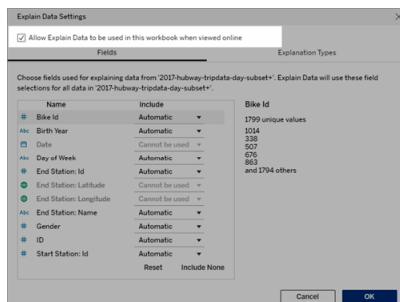 Explain Data Settings
Allow Explain Data to be used in this workbook when viewed online
Fields Explanation Types
Choose fields used for explaining data from '2017-hubway-tripdata-day-subset+'. Explain Data will use these field
selections for all data in '2017-hubway-tripdata-day-subset+'.
Name Include Bike Id
# Bike Id Automatic 1799 unique values
Abc Birth Year Automatic 1014
Date Cannot be used 338
Abc Day of Week Automatic 507
# End Station: Id Automatic 676
End Station: Latitude Cannot be used 863
End Station: Longitude Cannot be used and 1794 others
Abc End Station: Name Automatic
# Gender Automatic
# ID Automatic
# Start Station: Id Automatic
Reset Include None
Cancel OK